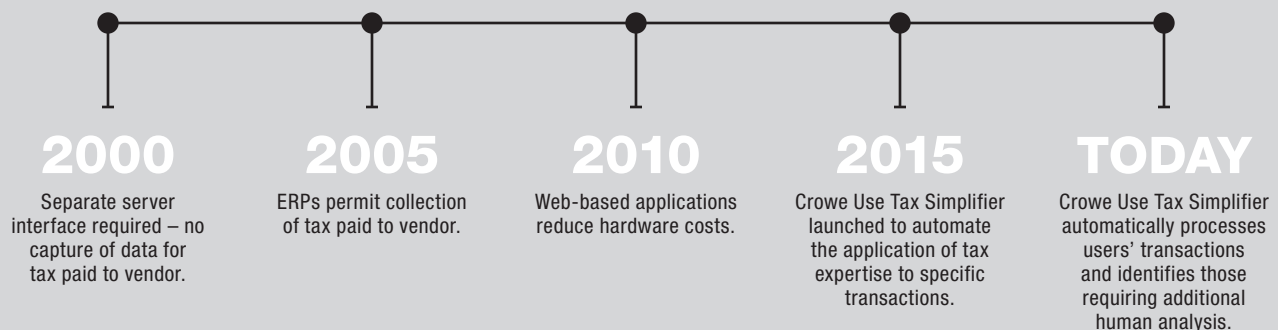 2000
Separate server
interface required – no
capture of data for
tax paid to vendor.
2005
ERPs permit collection
of tax paid to vendor.
2010
Web-based applications
reduce hardware costs.
2015
Crowe Use Tax Simplifier
launched to automate
the application of tax
expertise to specific
transactions.
TODAY
Crowe Use Tax Simplifier
automatically processes
users’ transactions
and identifies those
requiring additional
human analysis.